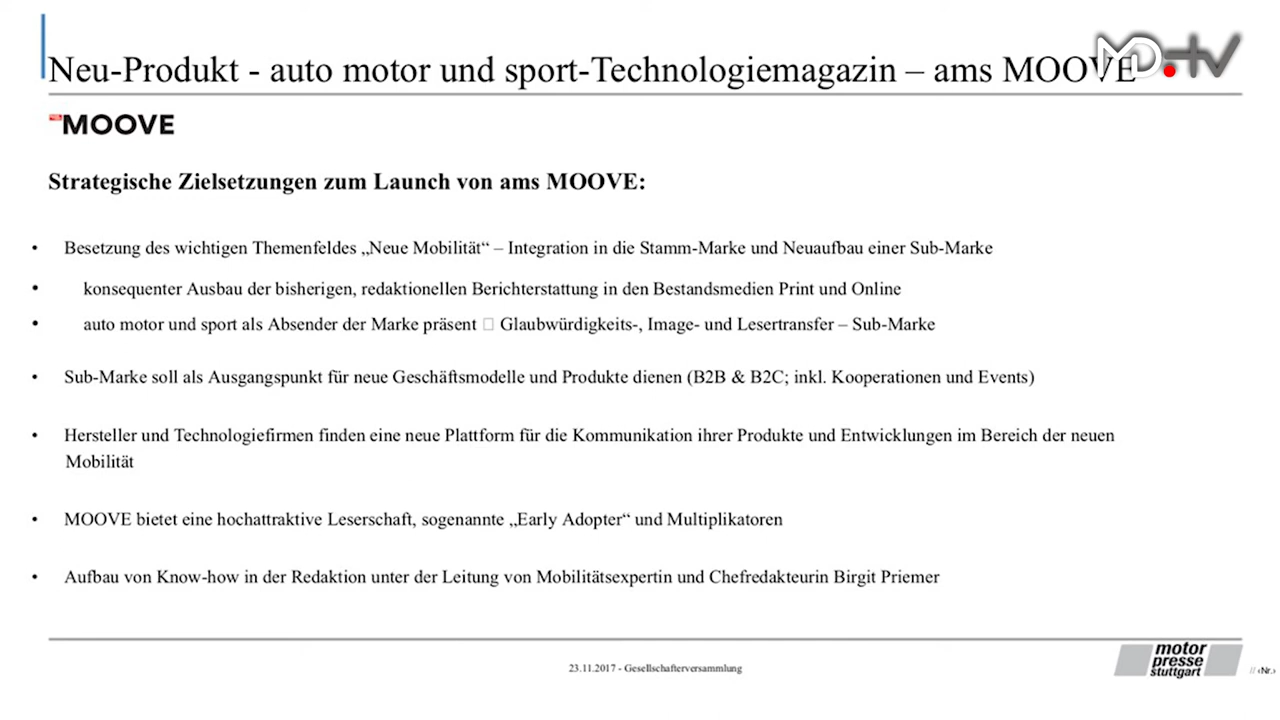 Neu-Produkt - auto motor und sport-Technologiemagazin – ams MOOVE
MD.tv
MOOVE
Strategische Zielsetzungen zum Launch von ams MOOVE:
• Besetzung des wichtigen Themenfeldes „Neue Mobilität“ – Integration in die Stamm-Marke und Neuaufbau einer Sub-Marke
• konsequenter Ausbau der bisherigen, redaktionellen Berichterstattung in den Bestandsmedien Print und Online
• auto motor und sport als Absender der Marke präsent □ Glaubwürdigkeits-, Image- und Lesertransfer – Sub-Marke
• Sub-Marke soll als Ausgangspunkt für neue Geschäftsmodelle und Produkte dienen (B2B & B2C; inkl. Kooperationen und Events)
• Hersteller und Technologiefirmen finden eine neue Plattform für die Kommunikation ihrer Produkte und Entwicklungen im Bereich der neuen
Mobilität
• MOOVE bietet eine hochattraktive Leserschaft, sogenannte „Early Adopter“ und Multiplikatoren
• Aufbau von Know-how in der Redaktion unter der Leitung von Mobilitätsexpertin und Chefredakteurin Birgit Priemer
23.11.2017 - Gesellschafterversammlung
motor
presse
stuttgart
// ‹Nr.›